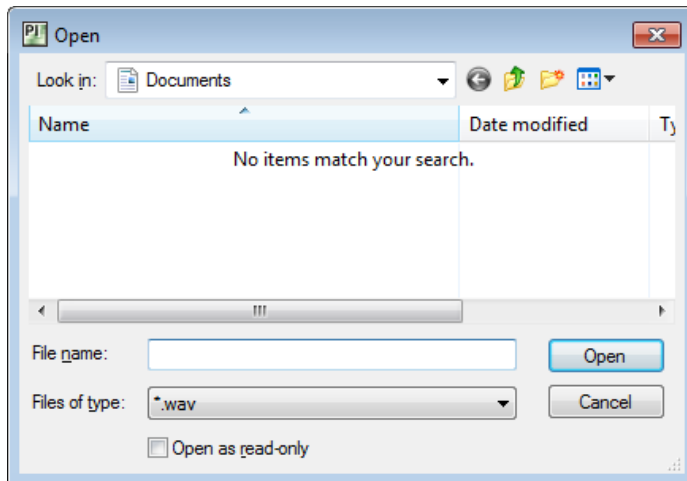 PI Open
Look in: Documents
Name Date modified Ty
No items match your search.
File name: Open
Files of type: *.wav Cancel
Open as read-only